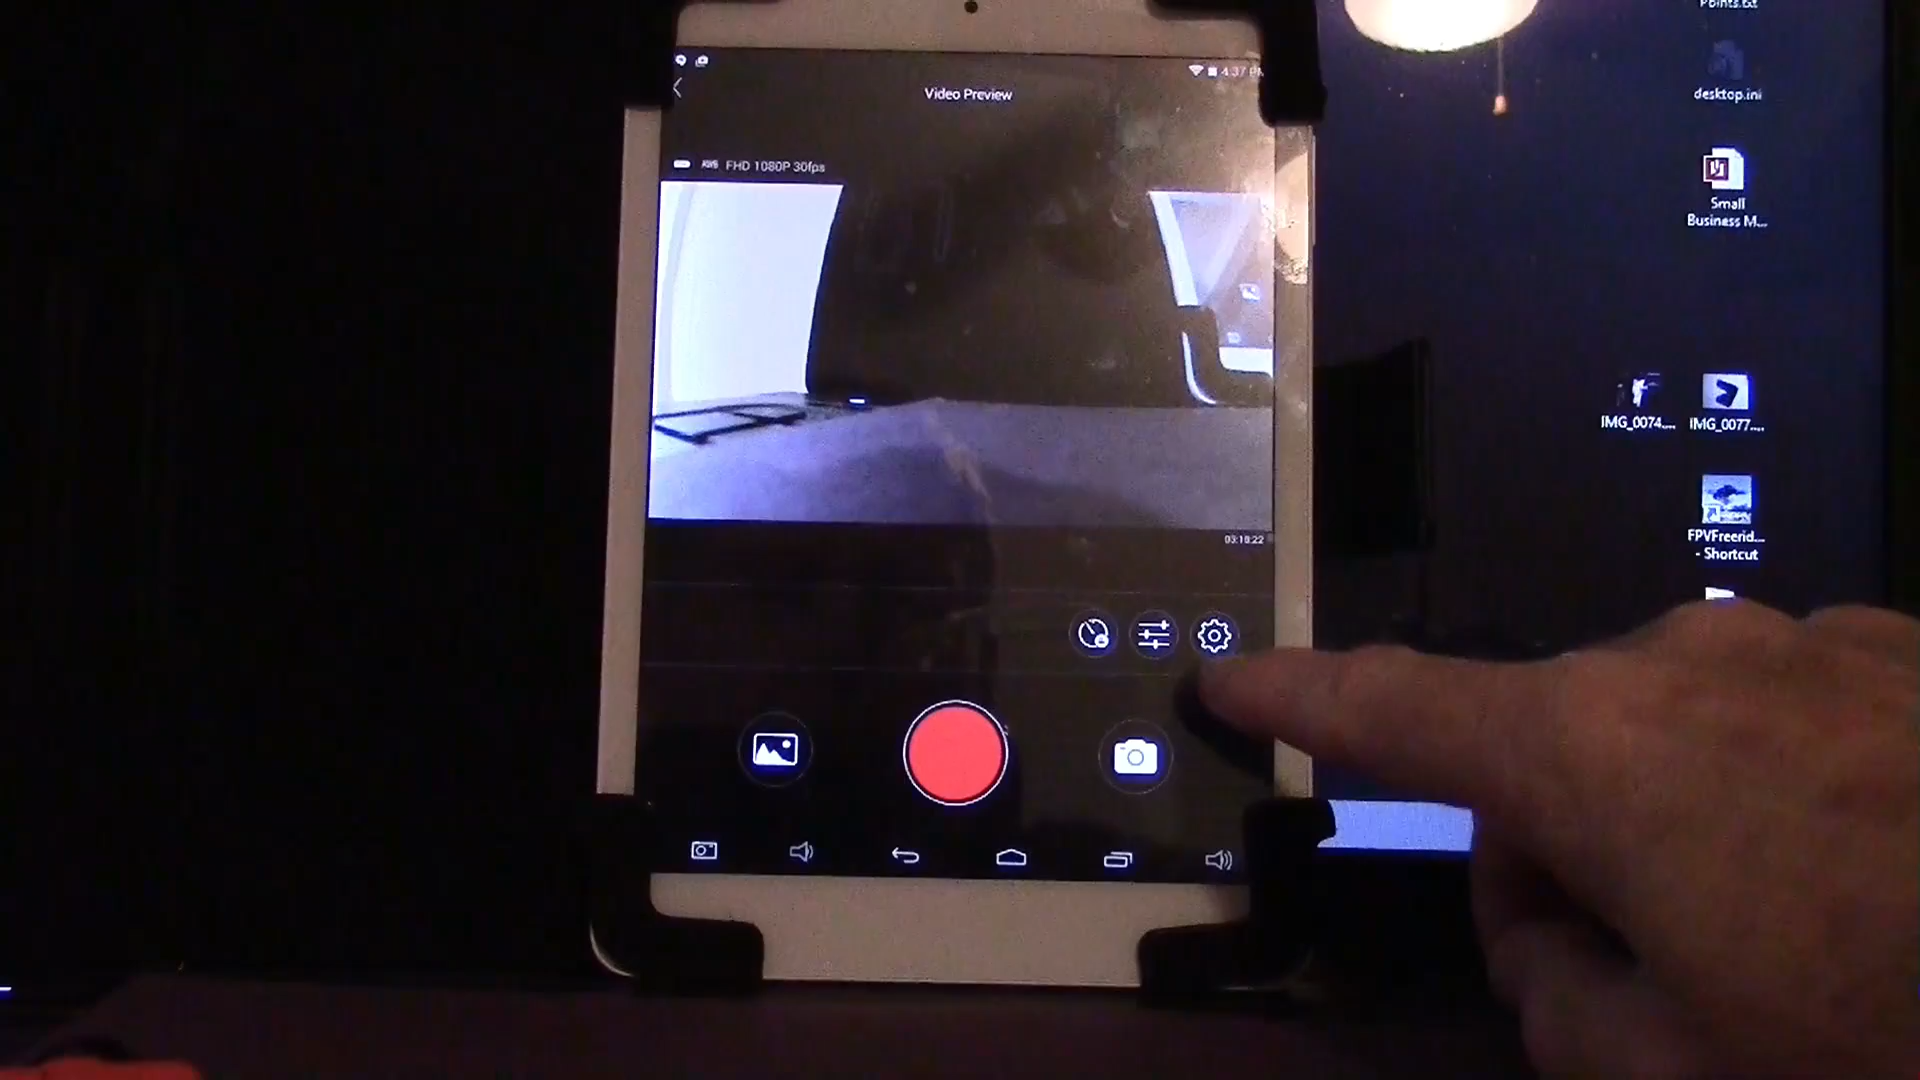 Points.txt
4:37 PM
Video Preview
desktop.ini
AWB FHD 1080P 30fps
Small
Business M...
IMG_0074....
IMG_0077....
03:18:22
FPVFreerid...
- Shortcut